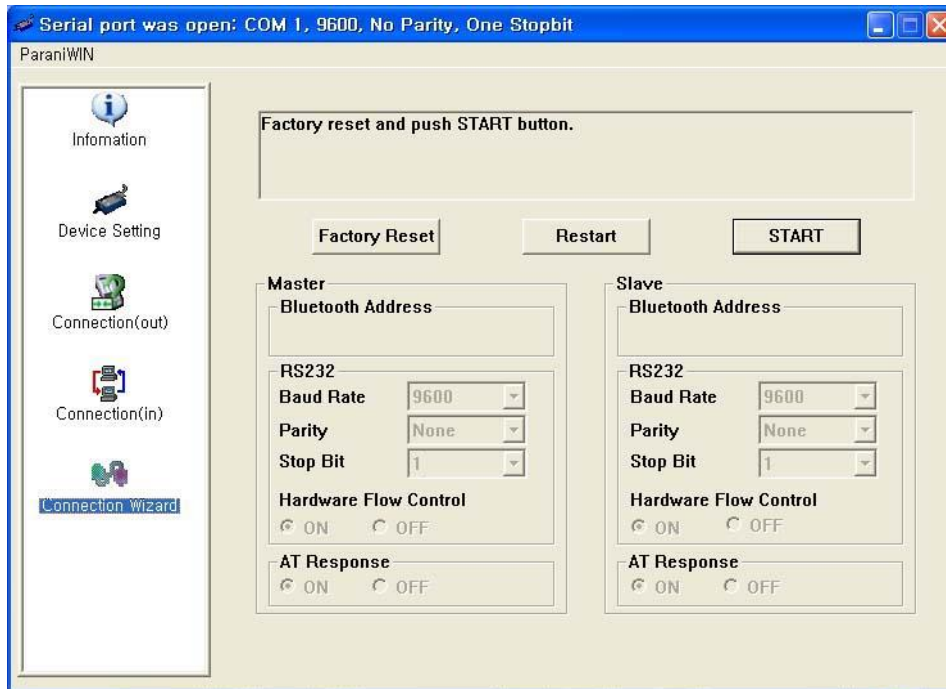 Serial port was open: COM 1, 9600, No Parity, One Stopbit
ParaniWIN
Infomation
Device Setting
Connection(out)
Connection(in)
Connection Wizard
Factory reset and push START button.
Factory Reset
Restart
START
Master
Bluetooth Address
RS232
Baud Rate 9600
Parity None
Stop Bit 1
Hardware Flow Control
ON OFF
AT Response
ON OFF
Slave
Bluetooth Address
RS232
Baud Rate 9600
Parity None
Stop Bit 1
Hardware Flow Control
ON OFF
AT Response
ON OFF